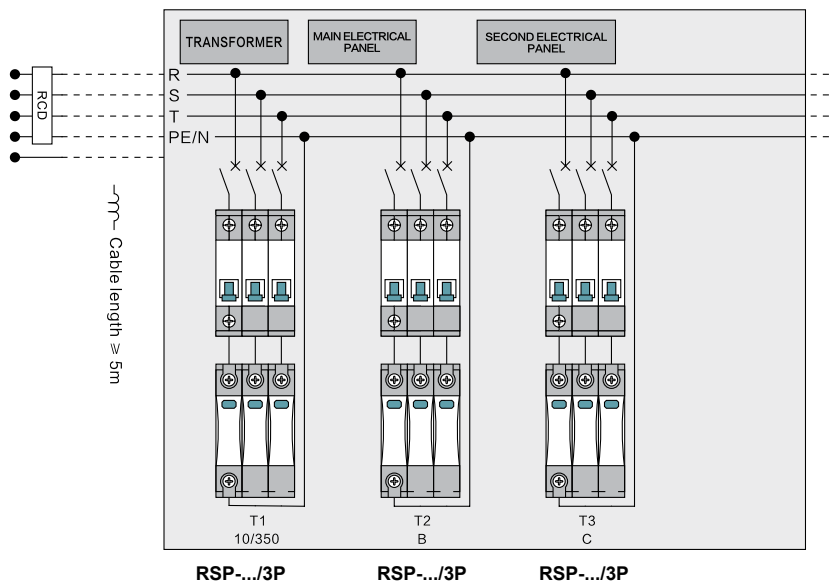 TRANSFORMER
MAIN ELECTRICAL
PANEL
SECOND ELECTRICAL
PANEL
R
S
T
PE/N
RCD
Cable length ≥ 5m
T1
10/350
T2
B
T3
C
RSP-.../3P
RSP-.../3P
RSP-.../3P